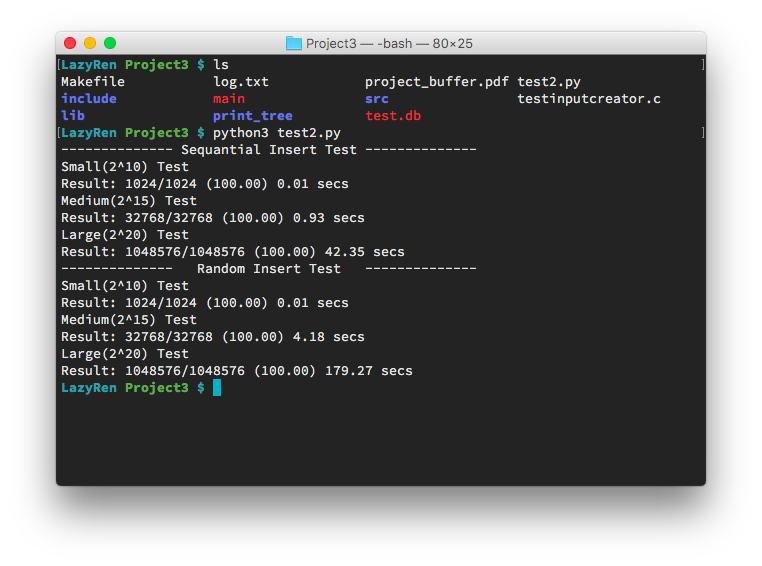 Project3 — -bash — 80×25
[LazyRen Project3 $ ls ]
Makefile log.txt project_buffer.pdf test2.py
include main src testinputcreator.c
lib print_tree test.db
[LazyRen Project3 $ python3 test2.py ]
-------------- Sequantial Insert Test --------------
Small(2^10) Test
Result: 1024/1024 (100.00) 0.01 secs
Medium(2^15) Test
Result: 32768/32768 (100.00) 0.93 secs
Large(2^20) Test
Result: 1048576/1048576 (100.00) 42.35 secs
-------------- Random Insert Test --------------
Small(2^10) Test
Result: 1024/1024 (100.00) 0.01 secs
Medium(2^15) Test
Result: 32768/32768 (100.00) 4.18 secs
Large(2^20) Test
Result: 1048576/1048576 (100.00) 179.27 secs
LazyRen Project3 $